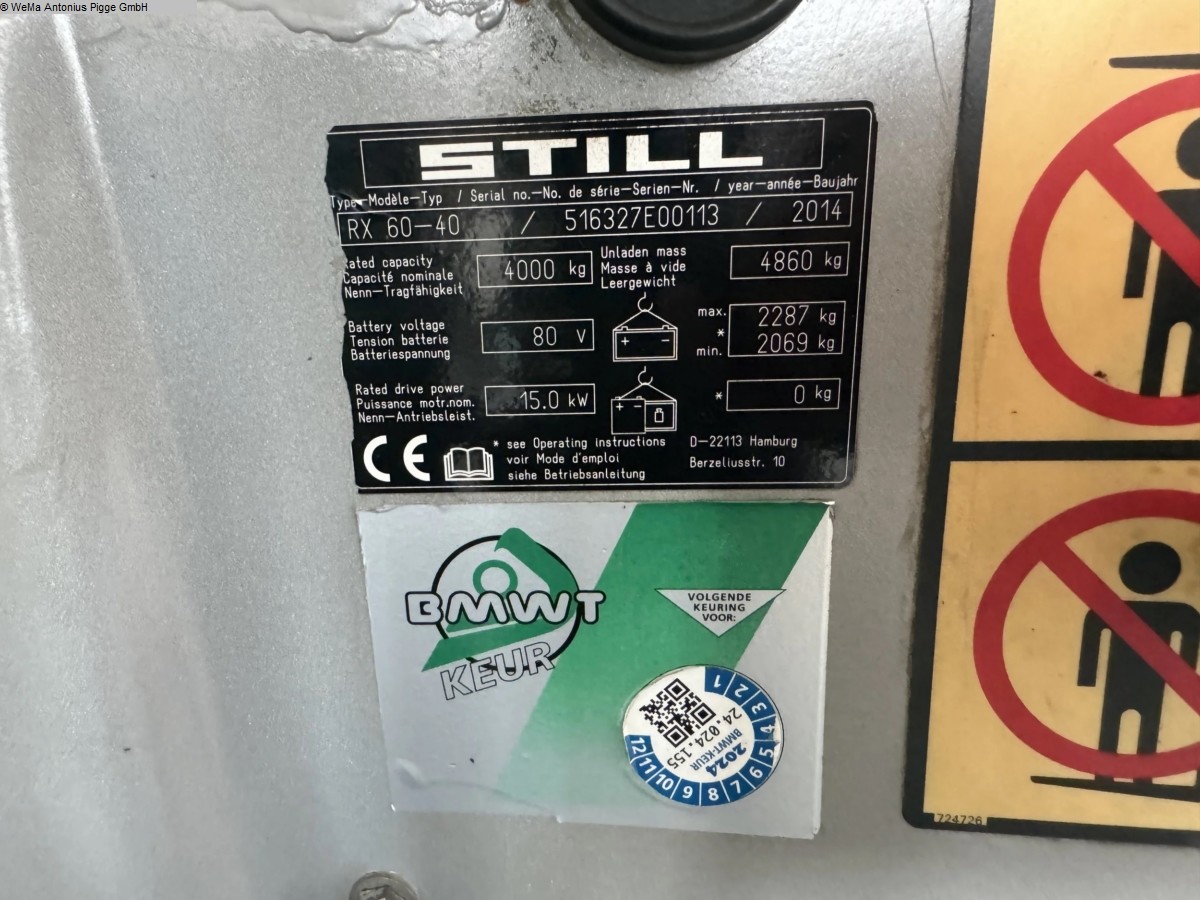 © WeMa Antonius Pigge GmbH
STILL
Type-Modèle-Typ / Serial no.-No. de série-Serien-Nr. / year-année-Baujahr
RX 60-40 / 516327E00113 / 2014
Rated capacity
Capacité nominale
Nenn-Tragfähigkeit
4000 kg
Unladen mass
Masse à vide
Leergewicht
4860 kg
Battery voltage
Tension batterie
Batteriespannung
80 V
+ -
max. 2287 kg
*
min. 2069 kg
Rated drive power
Puissance motr.nom.
Nenn-Antriebsleist.
15.0 kW
+ -
* 0 kg
CE
* see Operating instructions
voir Mode d'emploi
siehe Betriebsanleitung
D-22113 Hamburg
Berzeliusstr. 10
BMWT
KEUR
VOLGENDE
KEURING
VOOR:
1 2 3 4 5 6 7 8 9 10 11 12
24.024.155
BMWT-KEUR
2024
724726